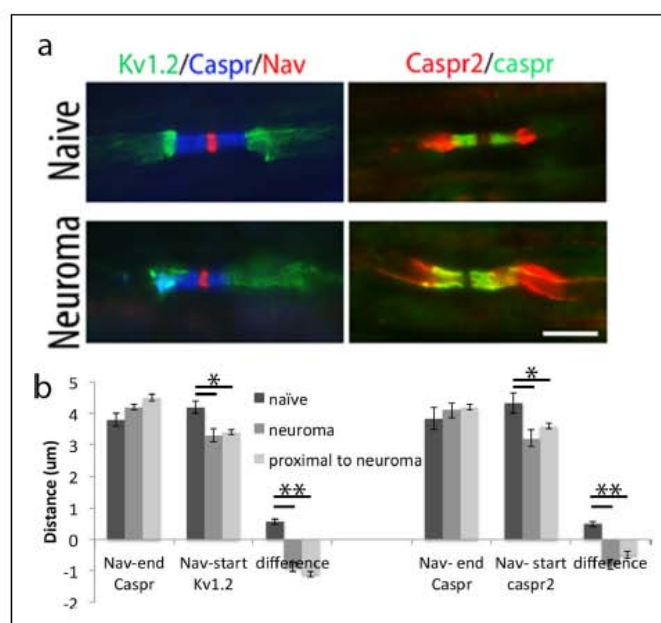 a
Kv1.2/Caspr/Nav
Caspr2/caspr
Naive
Neuroma
b
Distance (um)
5
4
3
2
1
0
-1
-2
*
**
*
**
naïve
neuroma
proximal to neuroma
Nav-end
Caspr
Nav-start
Kv1.2
difference
Nav- end
Caspr
Nav- start
caspr2
difference